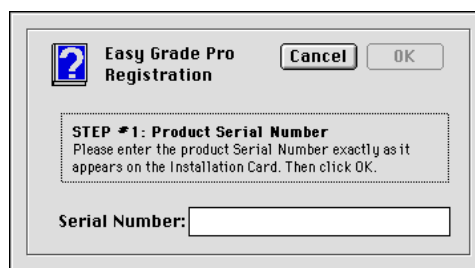 Easy Grade Pro
Registration
Cancel
OK
STEP #1: Product Serial Number
Please enter the product Serial Number exactly as it
appears on the Installation Card. Then click OK.
Serial Number: